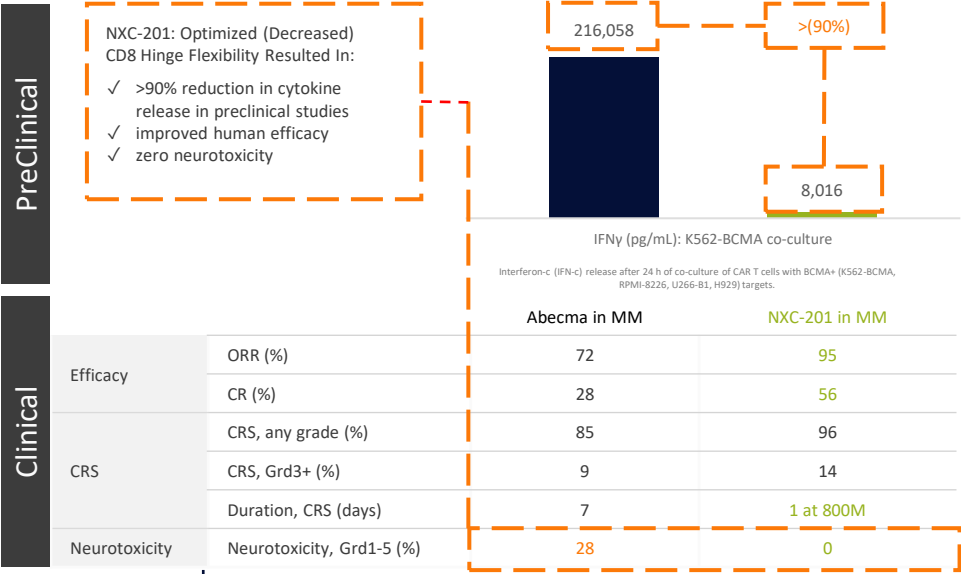 PreClinical
NXC-201: Optimized (Decreased)
CD8 Hinge Flexibility Resulted In:
✓ >90% reduction in cytokine
release in preclinical studies
✓ improved human efficacy
✓ zero neurotoxicity
216,058
>(90%)
8,016
IFNy (pg/mL): K562-BCMA co-culture
Interferon-c (IFN-c) release after 24 h of co-culture of CAR T cells with BCMA+ (K562-BCMA,
RPMI-8226, U266-B1, H929) targets.
Clinical
Abecma in MM NXC-201 in MM
Efficacy
ORR (%) 72 95
CR (%) 28 56
CRS
CRS, any grade (%) 85 96
CRS, Grd3+ (%) 9 14
Duration, CRS (days) 7 1 at 800M
Neurotoxicity Neurotoxicity, Grd1-5 (%) 28 0